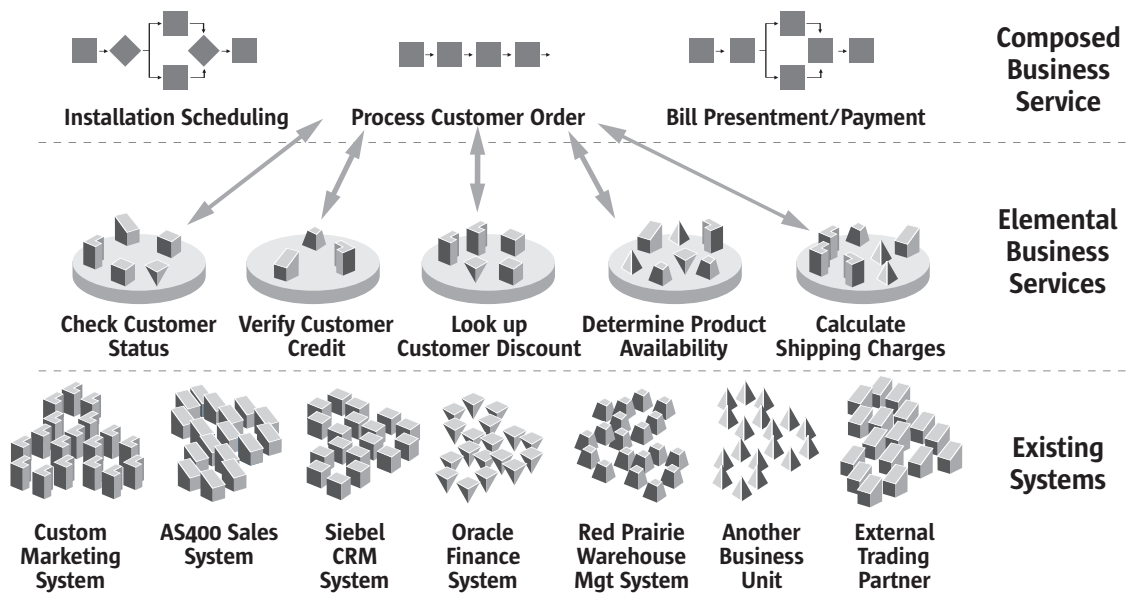 Installation Scheduling
Process Customer Order
Bill Presentment/Payment
Composed
Business
Service
Check Customer
Status
Verify Customer
Credit
Look up
Customer Discount
Determine Product
Availability
Calculate
Shipping Charges
Elemental
Business
Services
Custom
Marketing
System
AS400 Sales
System
Siebel
CRM
System
Oracle
Finance
System
Red Prairie
Warehouse
Mgt System
Another
Business
Unit
External
Trading
Partner
Existing
Systems